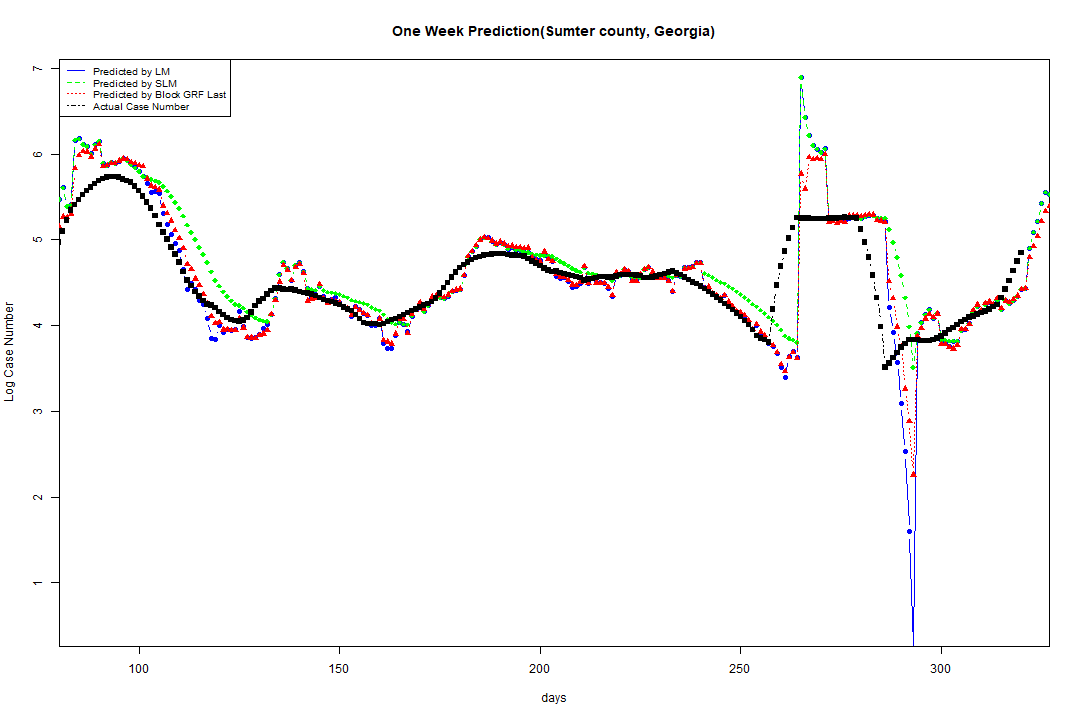 One Week Prediction(Sumter county, Georgia)
Predicted by LM
Predicted by SLM
Predicted by Block GRF Last
Actual Case Number
Log Case Number
7
6
5
4
3
2
1
100 150 200 250 300
days